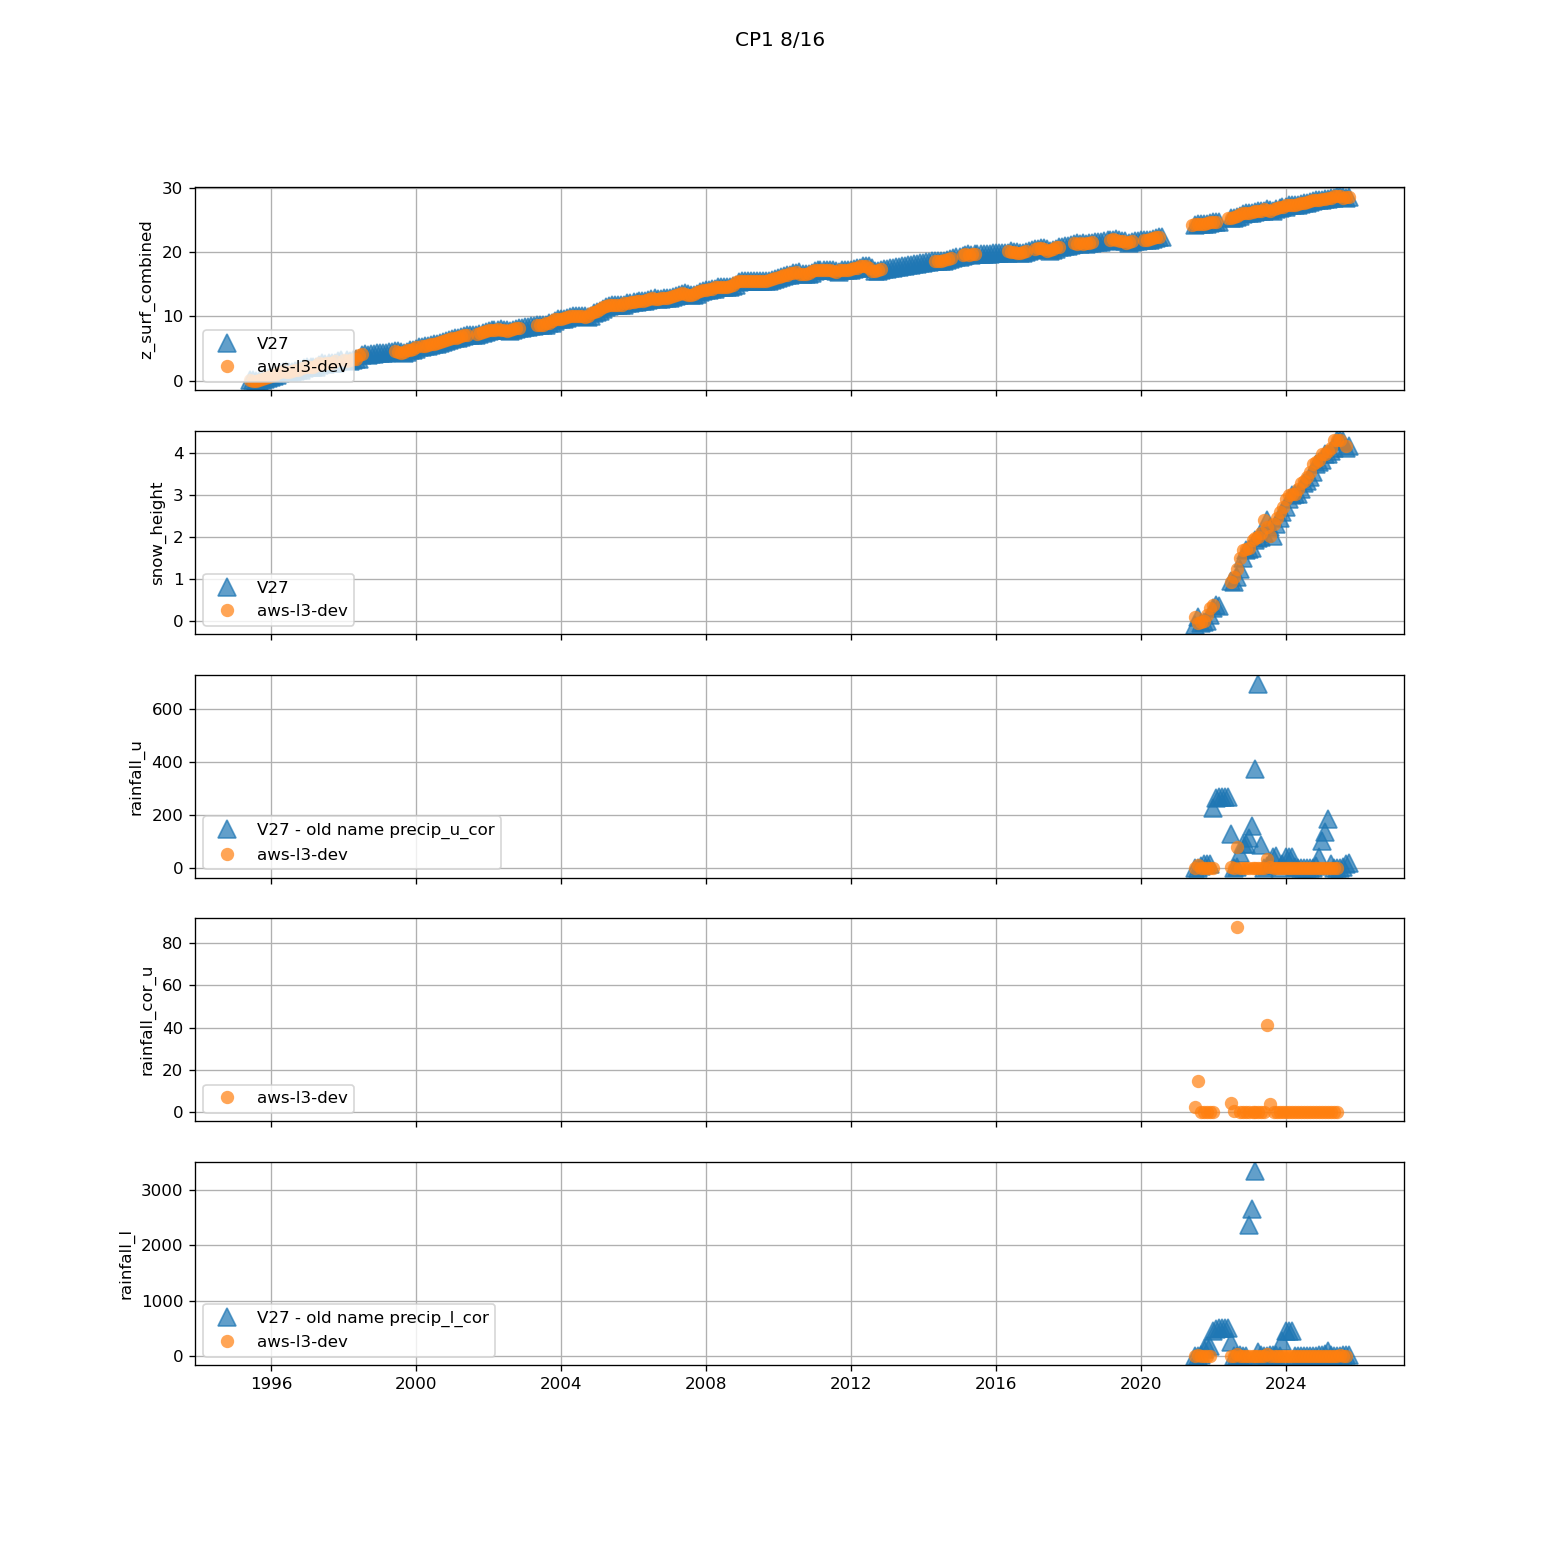 CP1 8/16
z_surf_combined
30
20
10
0
V27
aws-l3-dev
snow_height
4
3
2
1
0
V27
aws-l3-dev
rainfall_u
600
400
200
0
V27 - old name precip_u_cor
aws-l3-dev
rainfall_cor_u
80
60
40
20
0
aws-l3-dev
rainfall_l
3000
2000
1000
0
V27 - old name precip_l_cor
aws-l3-dev
1996 2000 2004 2008 2012 2016 2020 2024